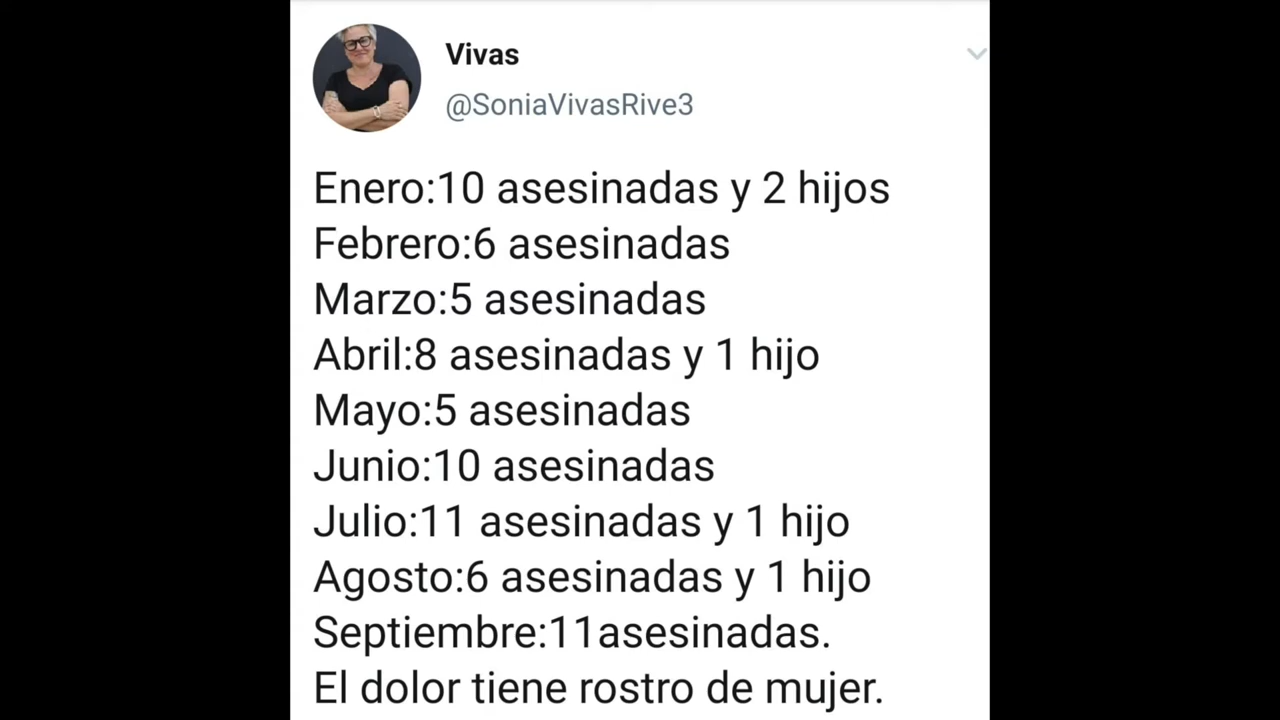 Vivas
@SoniaVivasRive3
Enero:10 asesinadas y 2 hijos
Febrero:6 asesinadas
Marzo:5 asesinadas
Abril:8 asesinadas y 1 hijo
Mayo:5 asesinadas
Junio:10 asesinadas
Julio:11 asesinadas y 1 hijo
Agosto:6 asesinadas y 1 hijo
Septiembre:11asesinadas.
El dolor tiene rostro de mujer.